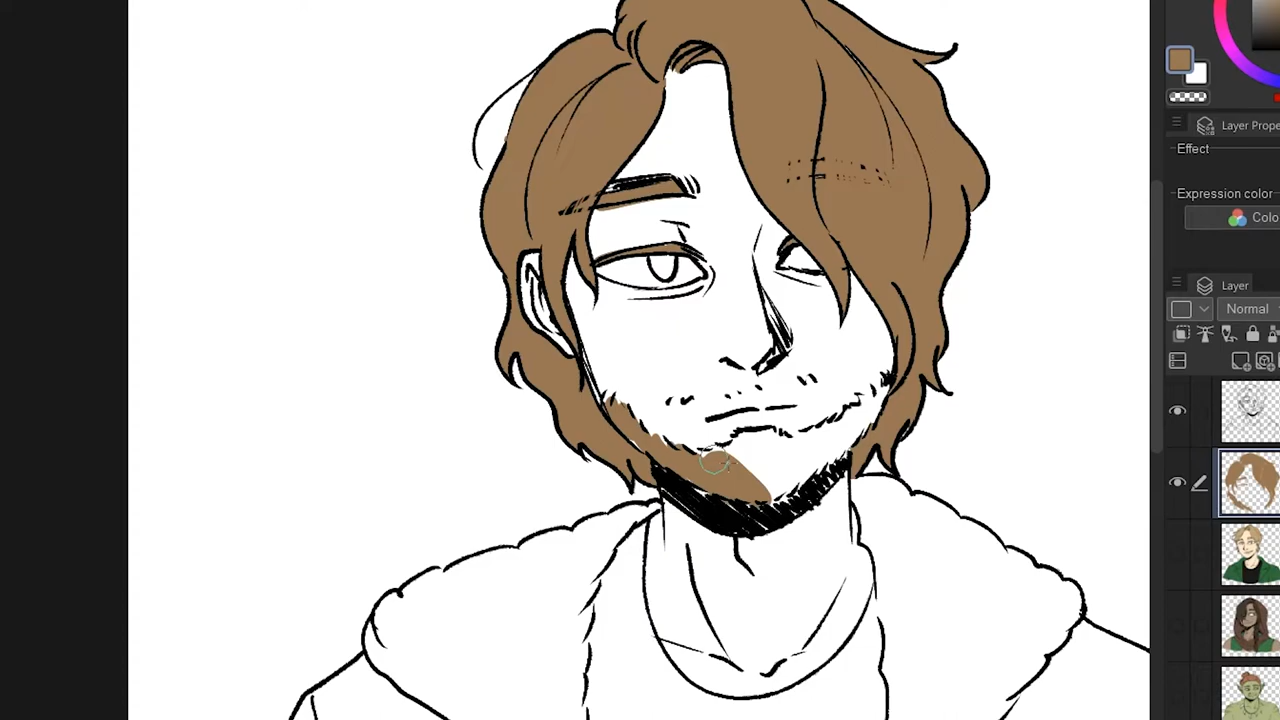 Layer Prope
Effect
Expression color
Colo
Layer
Normal